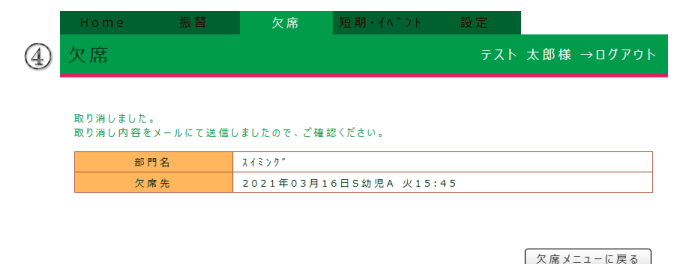 Home 振替 欠席 短期・ｲﾍﾞﾝﾄ 設定
④ 欠席 テスト 太郎様 →ログアウト
取り消しました。
取り消し内容をメールにて送信しましたので、ご確認ください。
部門名 ｽｲﾐﾝｸﾞ
欠席先 2021年03月16日S幼児A 火15:45
欠席メニューに戻る